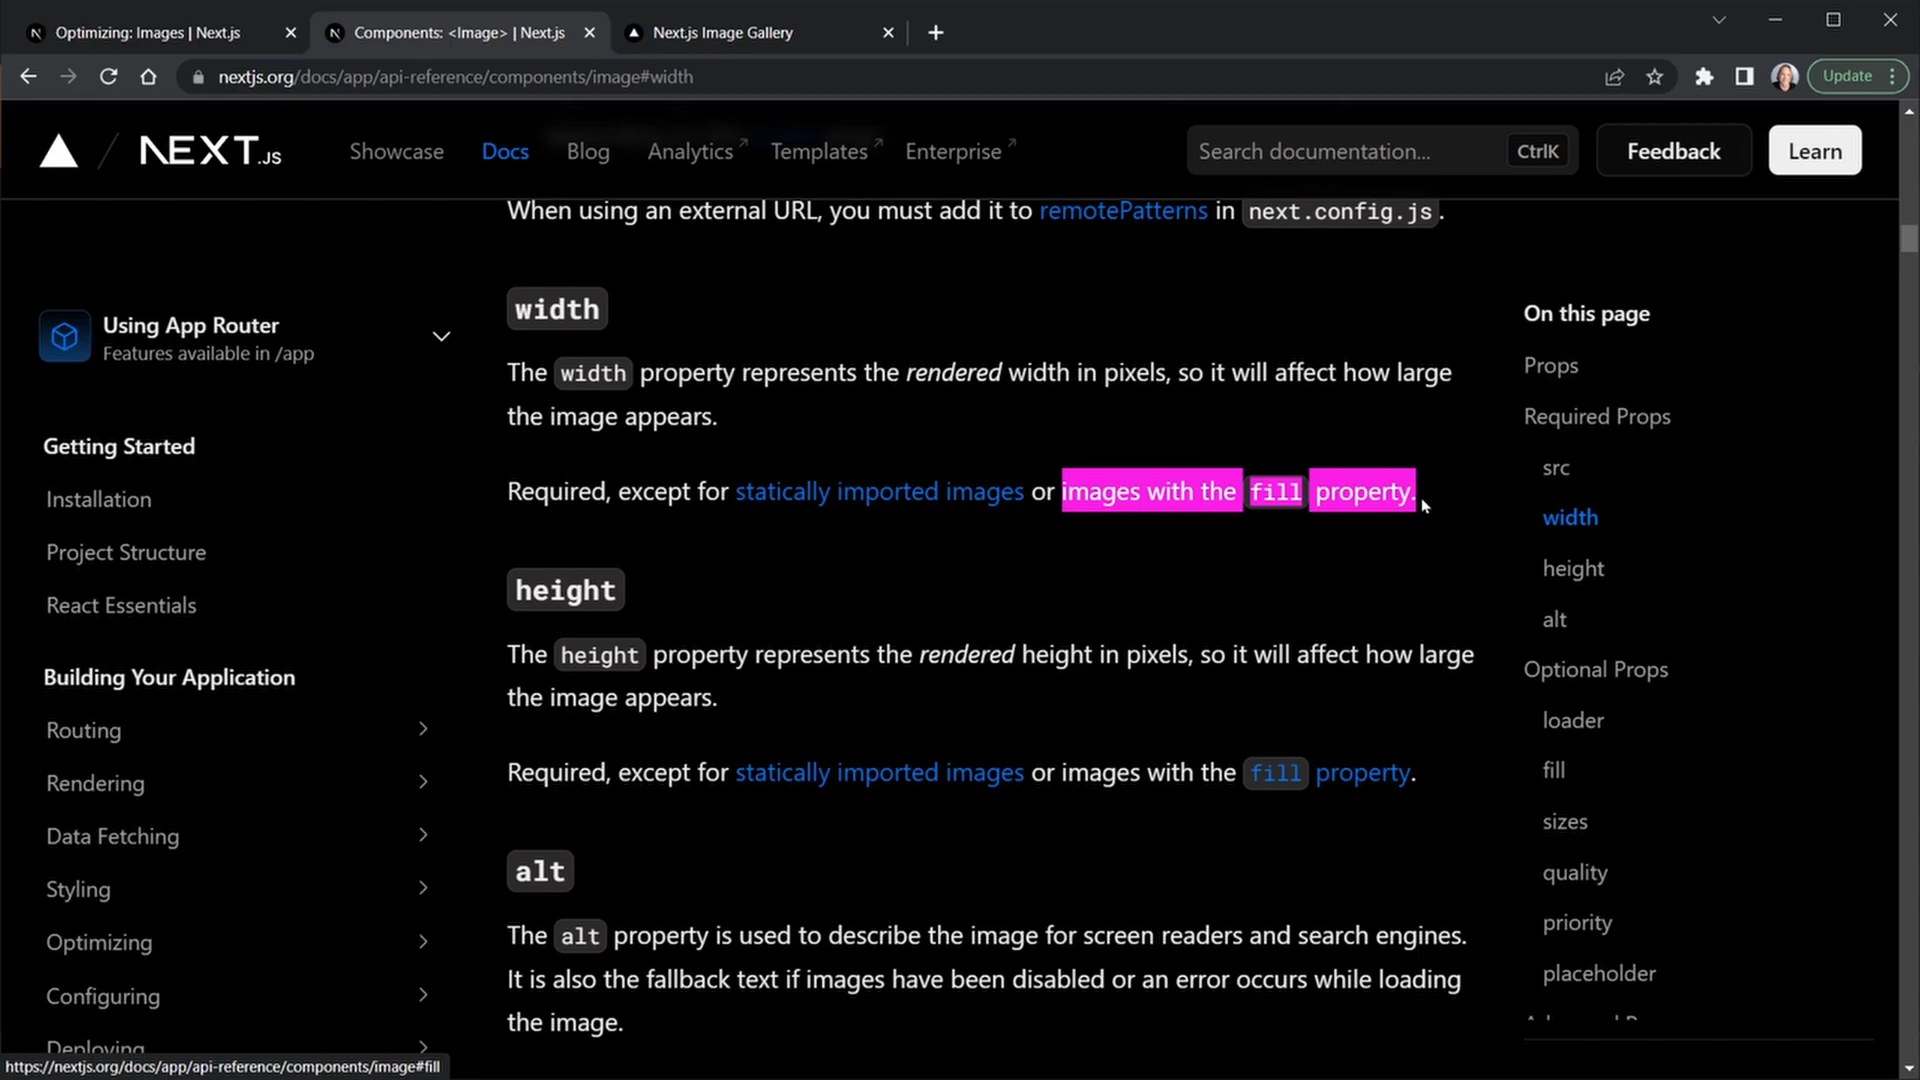 Optimizing: Images | Next.js
Components: <Image> | Next.js
Next.js Image Gallery
nextjs.org/docs/app/api-reference/components/image#width
Update
NEXT.JS
Showcase
Docs
Blog
Analytics
Templates
Enterprise
Search documentation...
CtrlK
Feedback
Learn
When using an external URL, you must add it to remotePatterns in next.config.js.
Using App Router
Features available in /app
Getting Started
Installation
Project Structure
React Essentials
Building Your Application
Routing
Rendering
Data Fetching
Styling
Optimizing
Configuring
Deploying
width
The width property represents the rendered width in pixels, so it will affect how large
the image appears.
Required, except for statically imported images or images with the fill property.
height
The height property represents the rendered height in pixels, so it will affect how large
the image appears.
Required, except for statically imported images or images with the fill property.
alt
The alt property is used to describe the image for screen readers and search engines.
It is also the fallback text if images have been disabled or an error occurs while loading
the image.
On this page
Props
Required Props
src
width
height
alt
Optional Props
loader
fill
sizes
quality
priority
placeholder
https://nextjs.org/docs/app/api-reference/components/image#fill